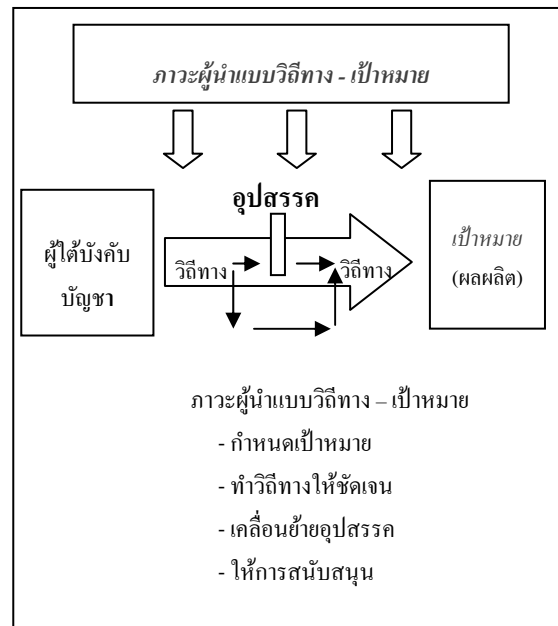 ภาวะผู้นำแบบวิถีทาง - เป้าหมาย
อุปสรรค
ผู้ใต้บังคับ
บัญชา
วิถีทาง
วิถีทาง
เป้าหมาย
(ผลผลิต)
ภาวะผู้นำแบบวิถีทาง – เป้าหมาย
- กำหนดเป้าหมาย
- ทำวิถีทางให้ชัดเจน
- เคลื่อนย้ายอุปสรรค
- ให้การสนับสนุน